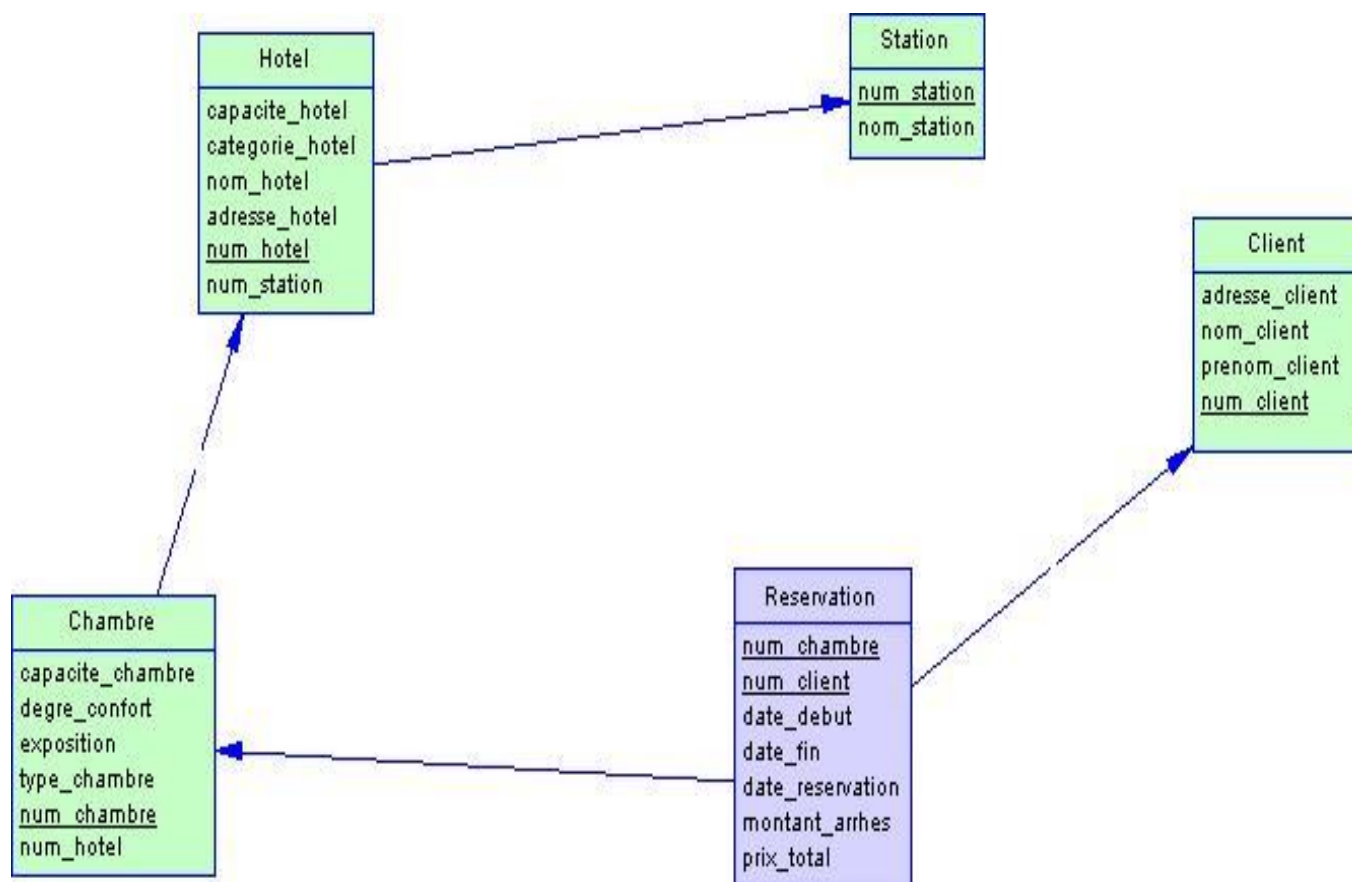 Hotel
capacite_hotel
categorie_hotel
nom_hotel
adresse_hotel
num_hotel
num_station
Station
num_station
nom_station
Client
adresse_client
nom_client
prenom_client
num_client
Chambre
capacite_chambre
degre_confort
exposition
type_chambre
num_chambre
num_hotel
Reservation
num_chambre
num_client
date_debut
date_fin
date_reservation
montant_arrhes
prix_total